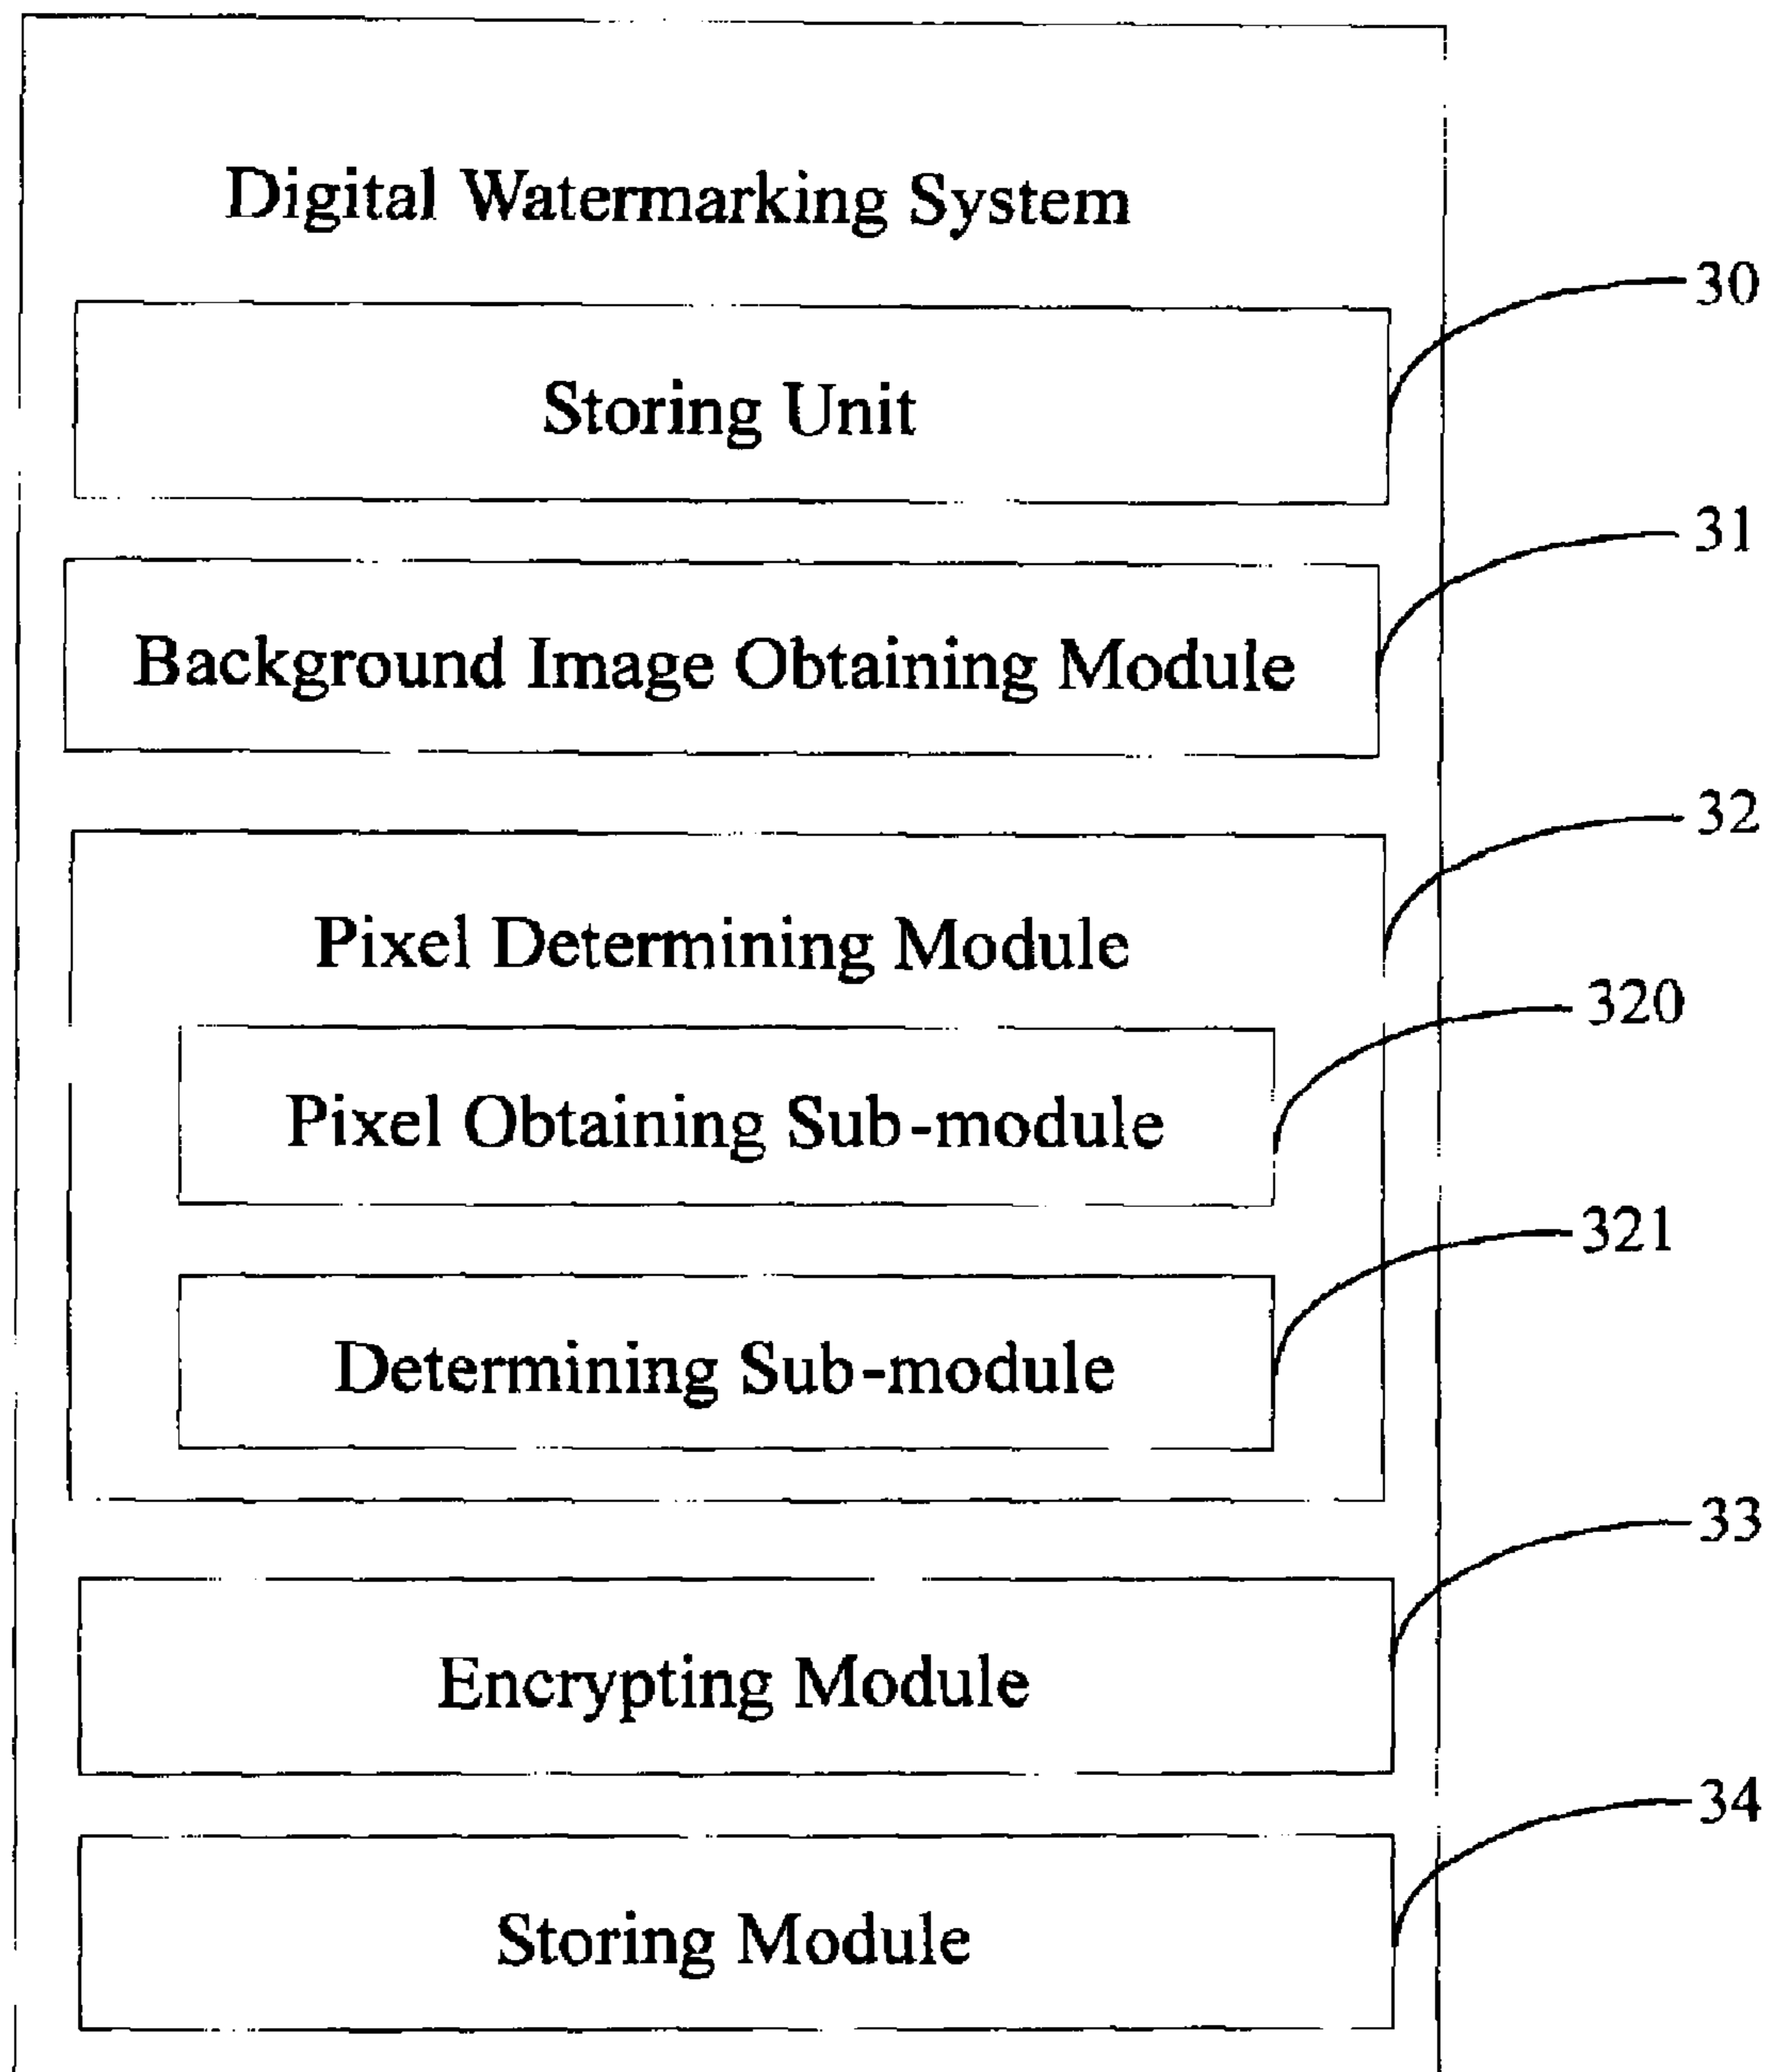 Digital Watermarking System
30
Storing Unit
31
Background Image Obtaining Module
32
Pixel Determining Module
320
Pixel Obtaining Sub-module
321
Determining Sub-module
33
Encrypting Module
34
Storing Module